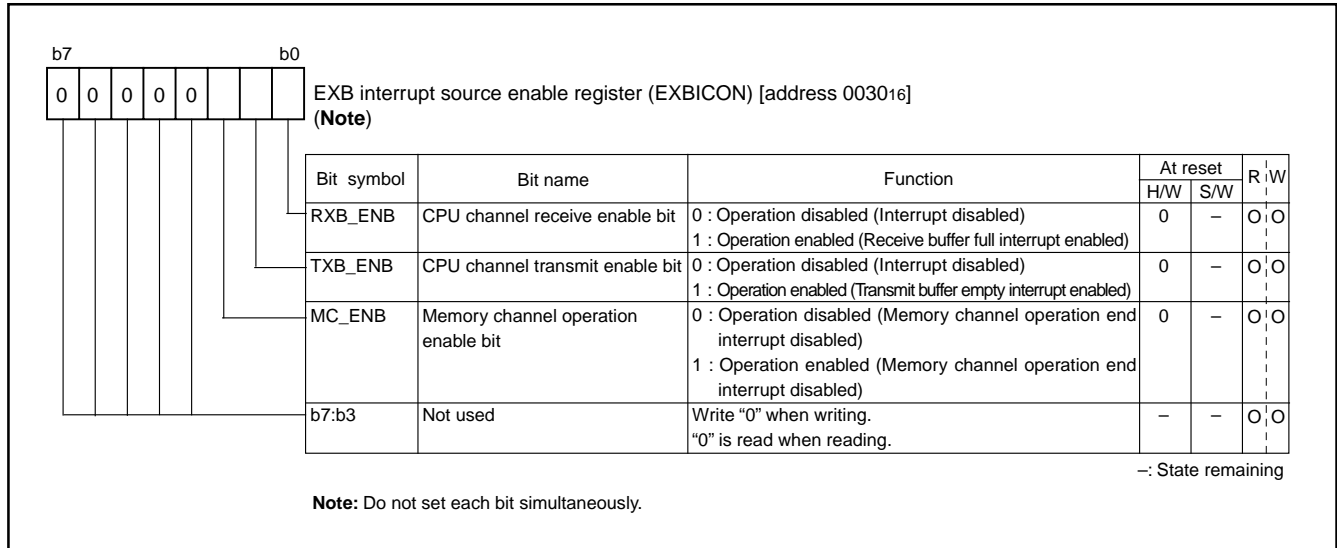 b7 b0
0 0 0 0 0
EXB interrupt source enable register (EXBICON) [address 003016]
(Note)
Bit symbol Bit name Function At reset R W
H/W S/W
RXB_ENB CPU channel receive enable bit 0 : Operation disabled (Interrupt disabled) 0 – O O
1 : Operation enabled (Receive buffer full interrupt enabled)
TXB_ENB CPU channel transmit enable bit 0 : Operation disabled (Interrupt disabled) 0 – O O
1 : Operation enabled (Transmit buffer empty interrupt enabled)
MC_ENB Memory channel operation 0 : Operation disabled (Memory channel operation end 0 – O O
enable bit interrupt disabled)
1 : Operation enabled (Memory channel operation end
interrupt disabled)
b7:b3 Not used Write “0” when writing. – – O O
“0” is read when reading.
–: State remaining
Note: Do not set each bit simultaneously.